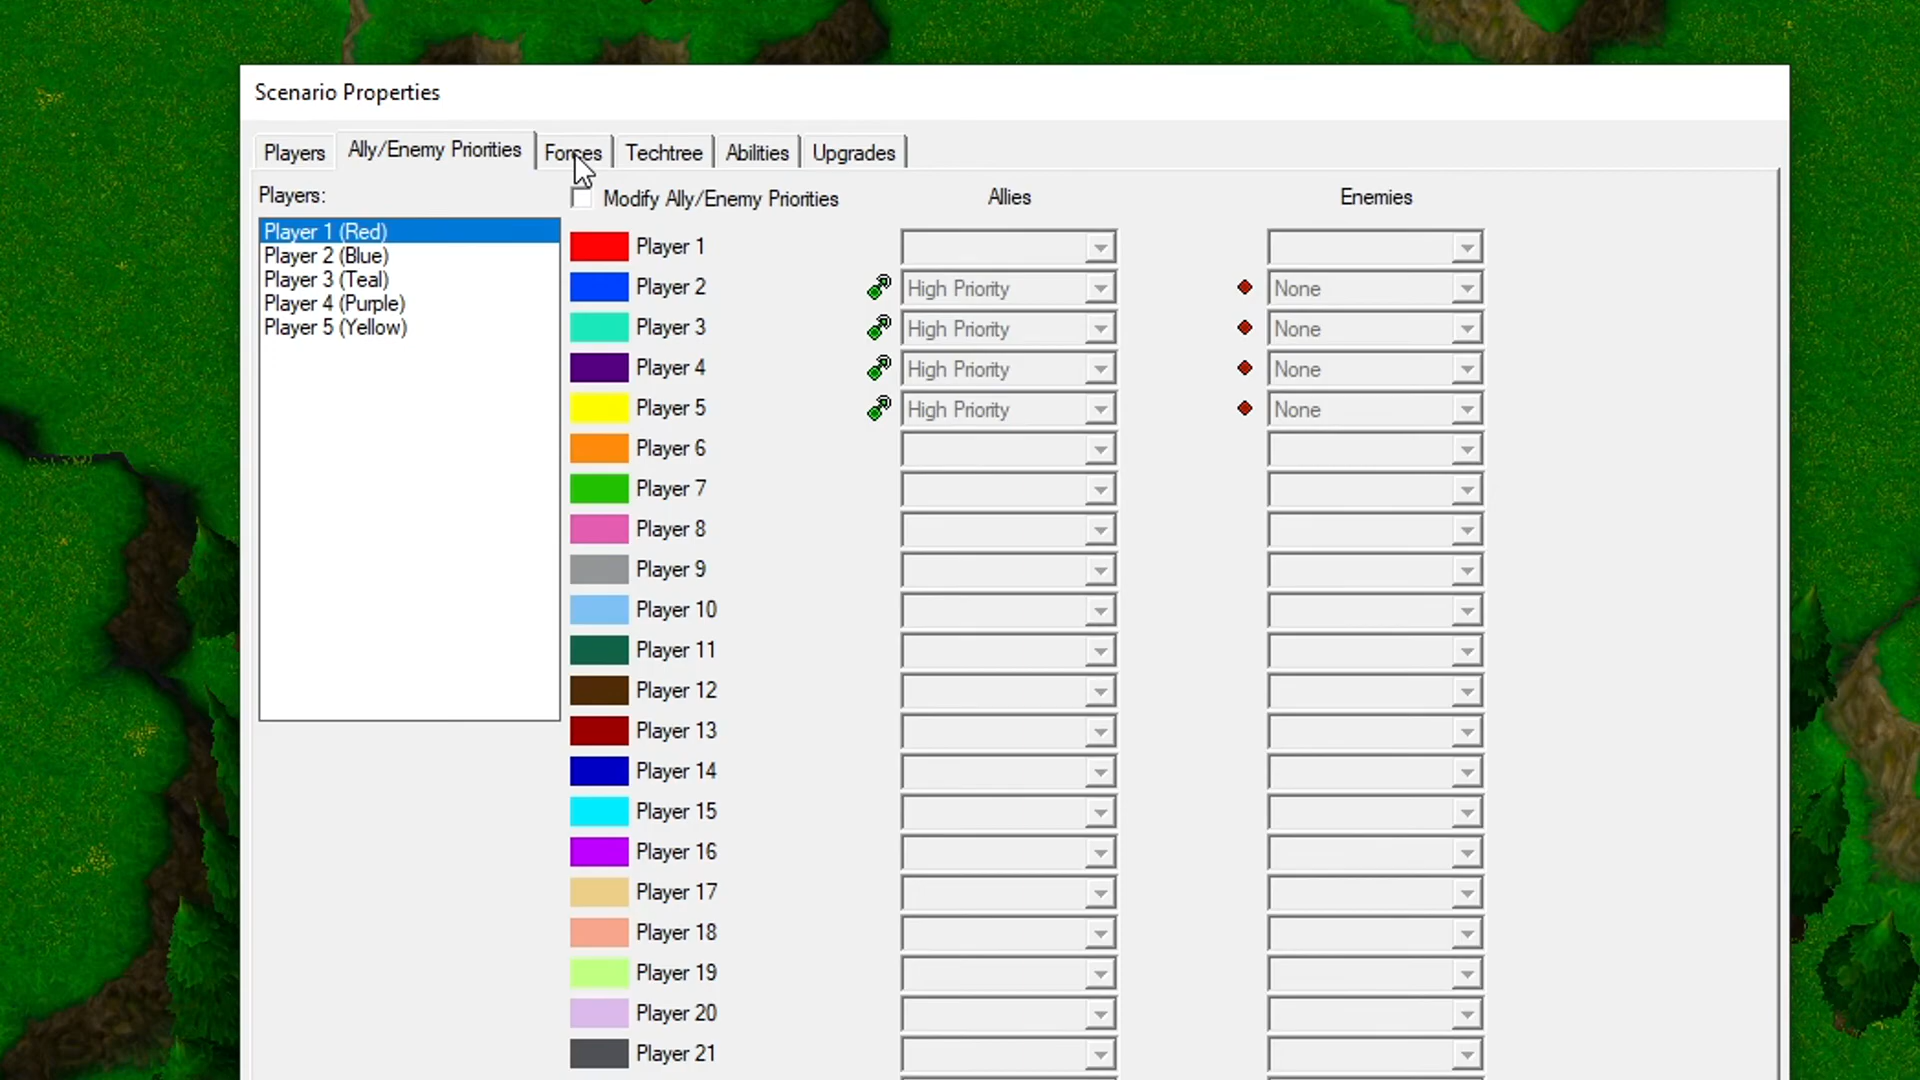 Scenario Properties
Players Ally/Enemy Priorities Forces Techtree Abilities Upgrades
Players: Modify Ally/Enemy Priorities Allies Enemies
Player 1 (Red)
Player 2 (Blue)
Player 3 (Teal)
Player 4 (Purple)
Player 5 (Yellow)
Player 1
Player 2 High Priority None
Player 3 High Priority None
Player 4 High Priority None
Player 5 High Priority None
Player 6
Player 7
Player 8
Player 9
Player 10
Player 11
Player 12
Player 13
Player 14
Player 15
Player 16
Player 17
Player 18
Player 19
Player 20
Player 21